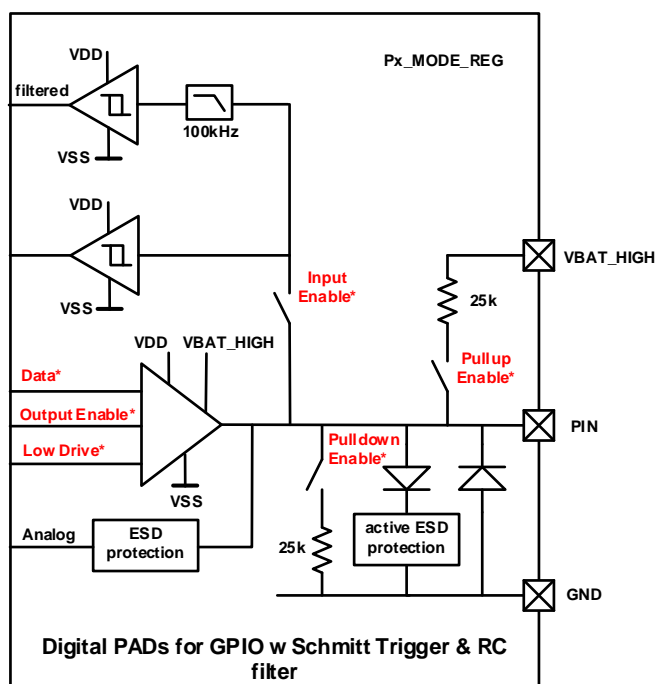 VDD
Px_MODE_REG
filtered
100kHz
VSS
VDD
VSS
Input
Enable*
VBAT_HIGH
25k
Pullup
Enable*
VDD
VBAT_HIGH
Data*
Output Enable*
Low Drive*
VSS
PIN
Pulldown
Enable*
Analog
ESD
protection
25k
active ESD
protection
GND
Digital PADs for GPIO w Schmitt Trigger & RC
filter